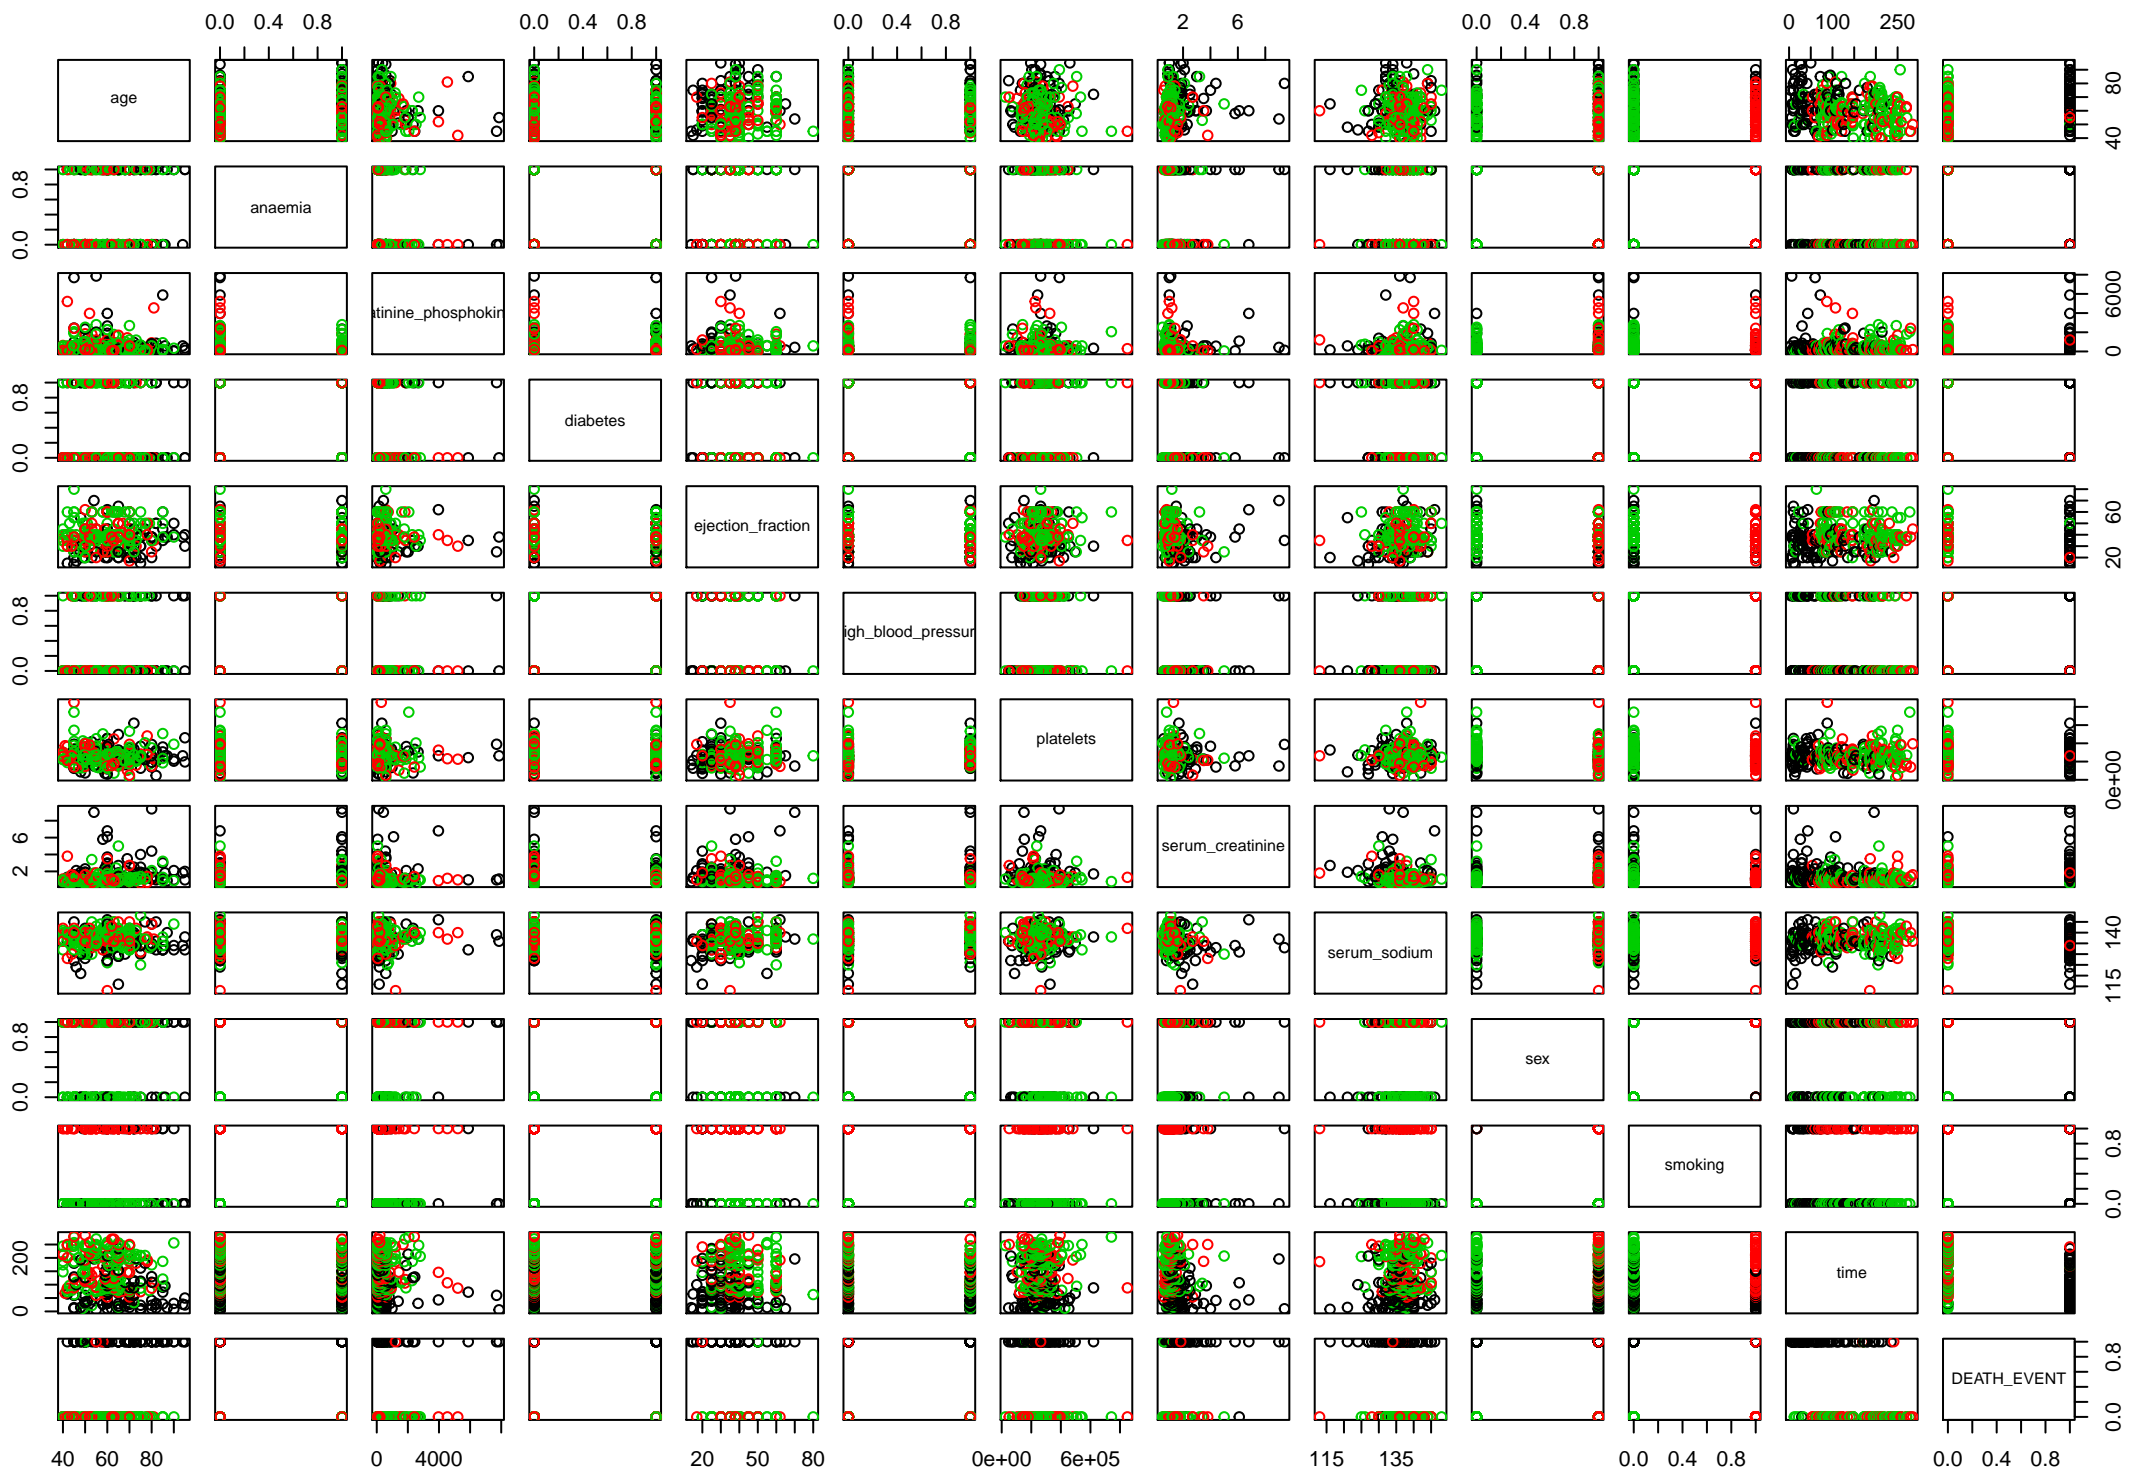 0.0 0.4 0.8 0.0 0.4 0.8 0.0 0.4 0.8 2 6 0.0 0.4 0.8 0 100 250
age
40 80
0.0 0.8
anaemia
atinine_phosphokin
0 6000
0.0 0.8
diabetes
ejection_fraction
20 60
0.0 0.8
igh_blood_pressur
platelets
0e+00
2 6
serum_creatinine
serum_sodium
115 140
0.0 0.8
sex
smoking
0.0 0.8
0 200
time
DEATH_EVENT
0.0 0.8
40 60 80 0 4000 20 50 80 0e+00 6e+05 115 135 0.0 0.4 0.8 0.0 0.4 0.8